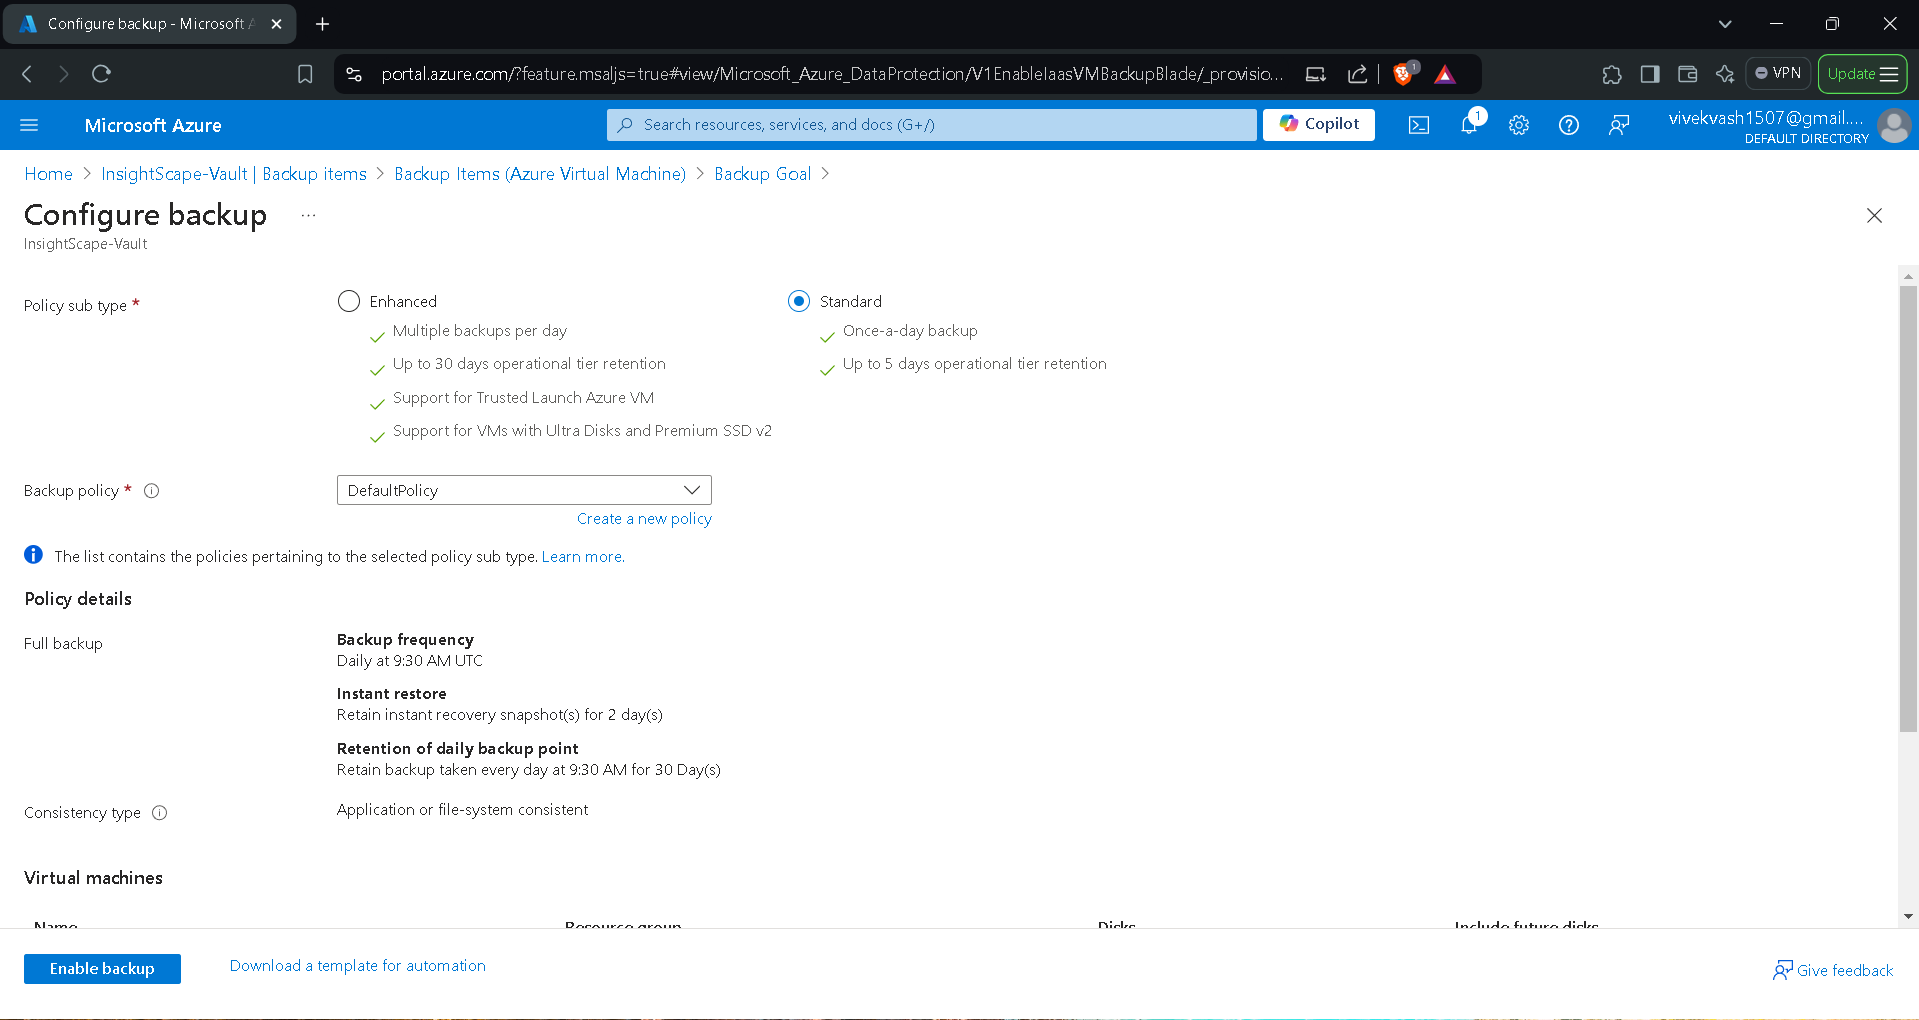 Configure backup - Microsoft A
portal.azure.com/?feature.msaljs=true#view/Microsoft_Azure_DataProtection/V1EnableIaasVMBackupBlade/_provisio...
1
VPN
Update
Microsoft Azure
Search resources, services, and docs (G+/)
Copilot
1
vivekvash1507@gmail....
DEFAULT DIRECTORY
Home > InsightScape-Vault | Backup items > Backup Items (Azure Virtual Machine) > Backup Goal >
Configure backup ...
InsightScape-Vault
Policy sub type *
Enhanced
Multiple backups per day
Up to 30 days operational tier retention
Support for Trusted Launch Azure VM
Support for VMs with Ultra Disks and Premium SSD v2
Standard
Once-a-day backup
Up to 5 days operational tier retention
Backup policy *
DefaultPolicy
Create a new policy
The list contains the policies pertaining to the selected policy sub type. Learn more.
Policy details
Full backup
Backup frequency
Daily at 9:30 AM UTC
Instant restore
Retain instant recovery snapshot(s) for 2 day(s)
Retention of daily backup point
Retain backup taken every day at 9:30 AM for 30 Day(s)
Consistency type
Application or file-system consistent
Virtual machines
Name Resource group Disks Include future disks
Enable backup
Download a template for automation
Give feedback